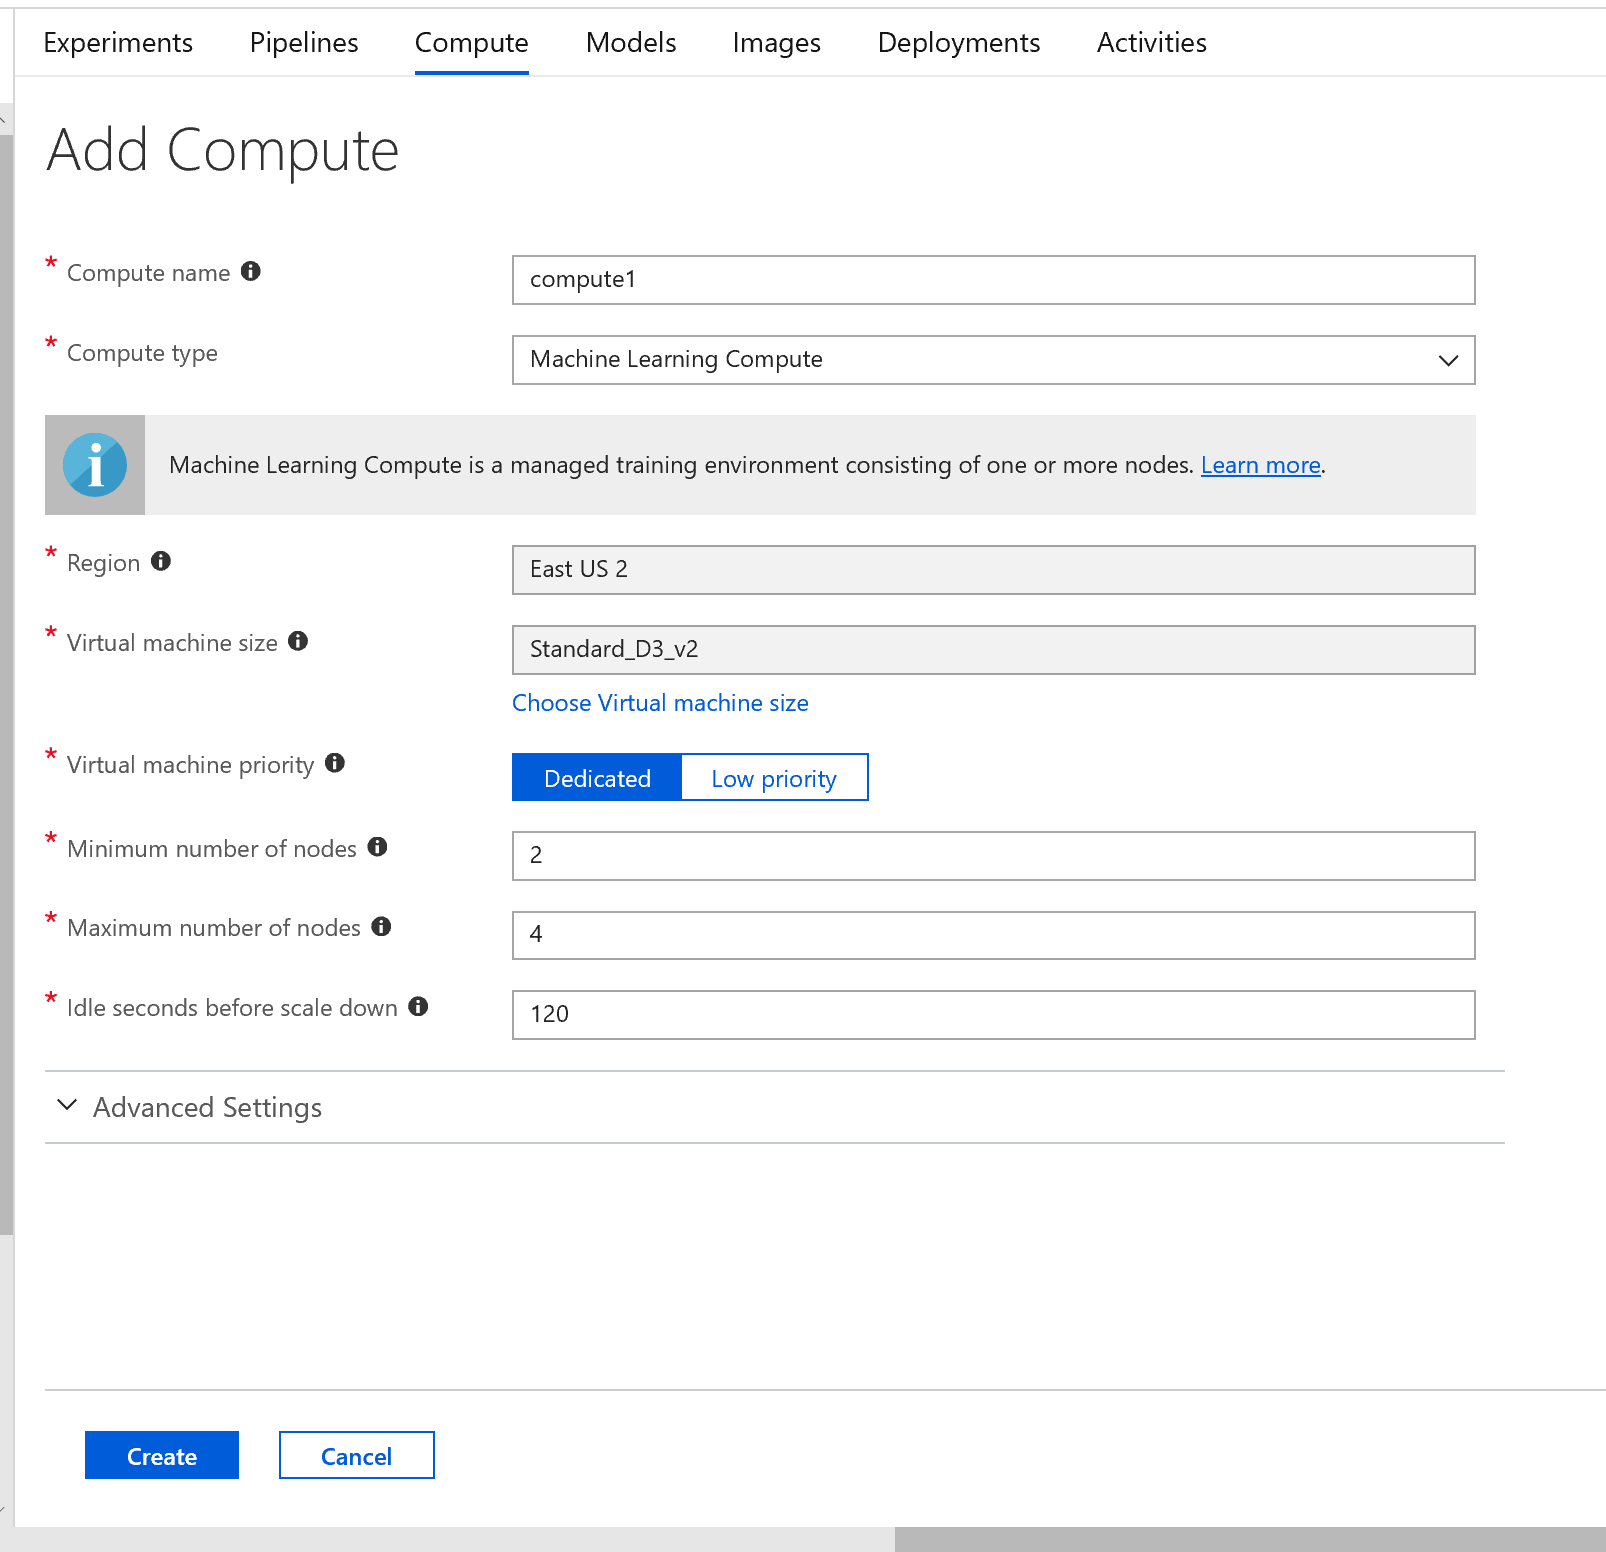 Experiments Pipelines Compute Models Images Deployments Activities
Add Compute
* Compute name compute1
* Compute type Machine Learning Compute
Machine Learning Compute is a managed training environment consisting of one or more nodes. Learn more.
* Region East US 2
* Virtual machine size Standard_D3_v2
Choose Virtual machine size
* Virtual machine priority Dedicated Low priority
* Minimum number of nodes 2
* Maximum number of nodes 4
* Idle seconds before scale down 120
Advanced Settings
Create Cancel